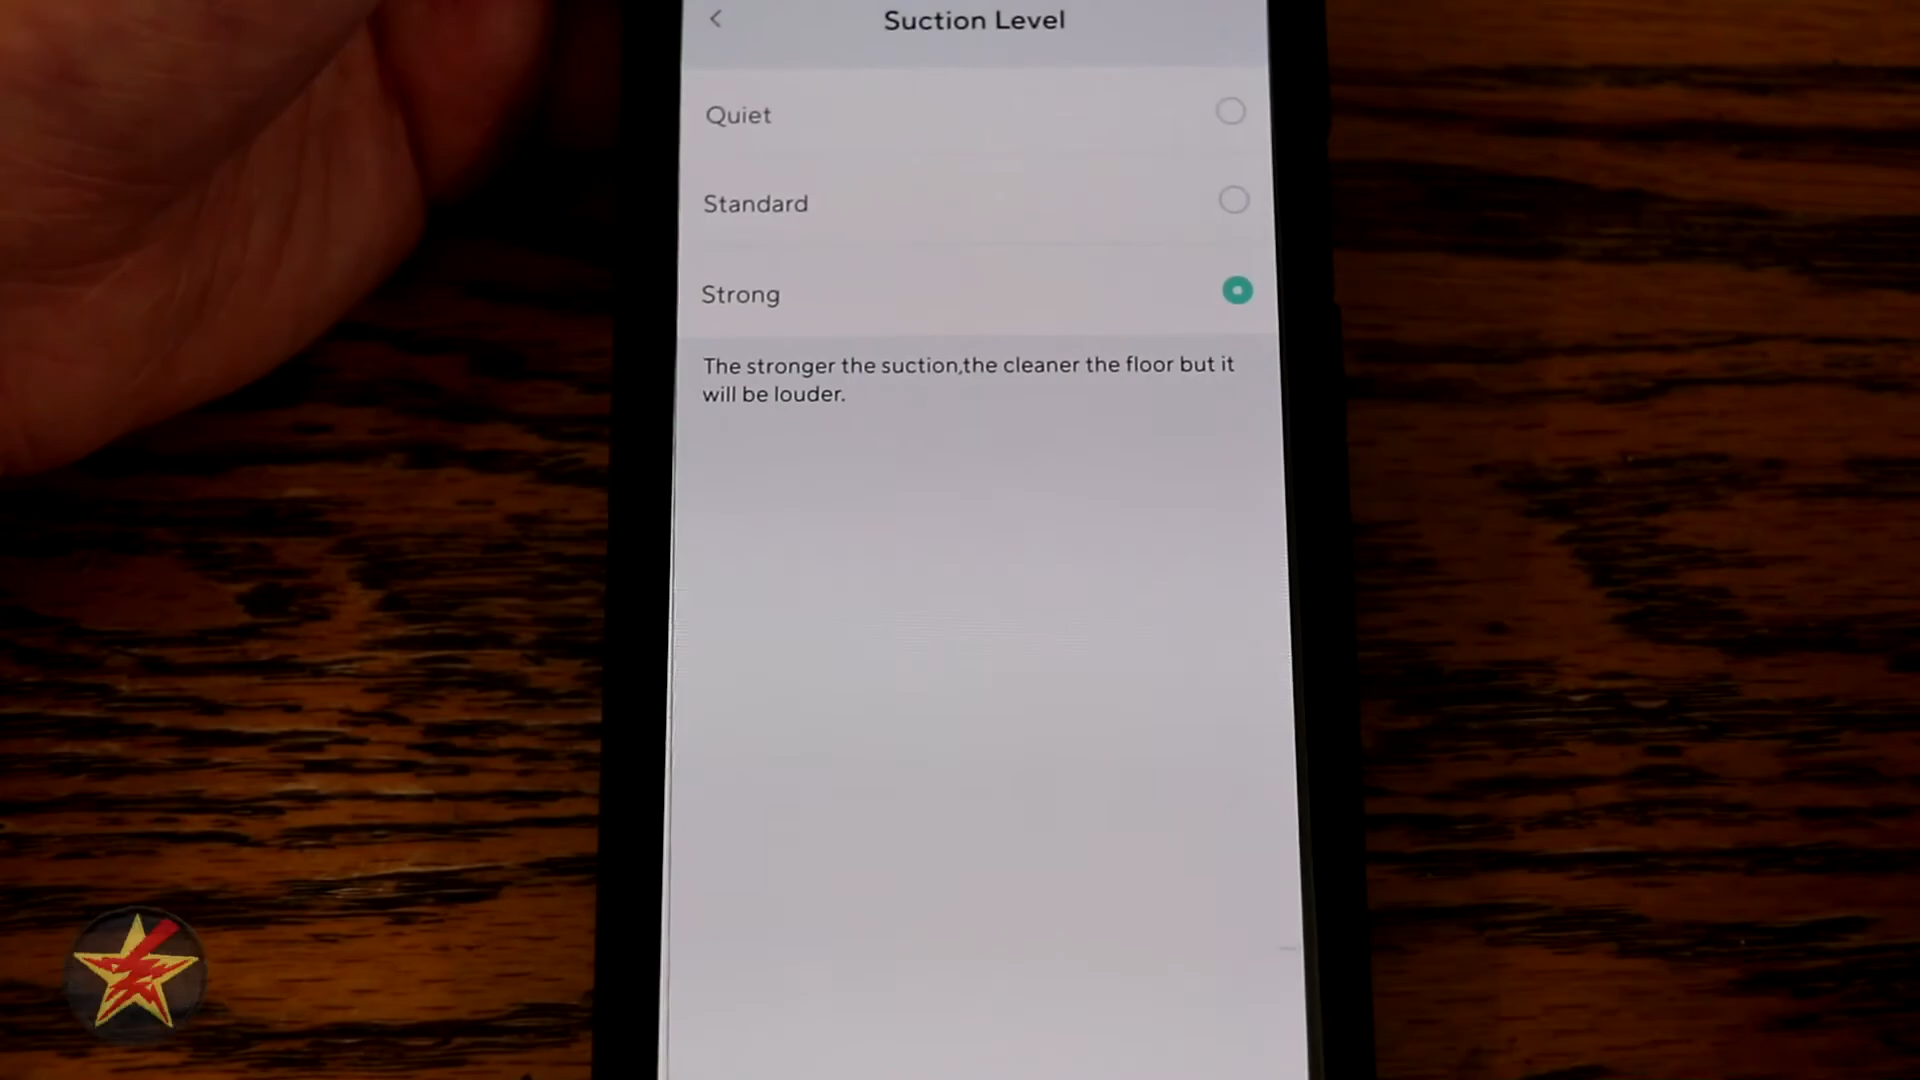 Suction Level
Quiet
Standard
Strong
The stronger the suction,the cleaner the floor but it
will be louder.